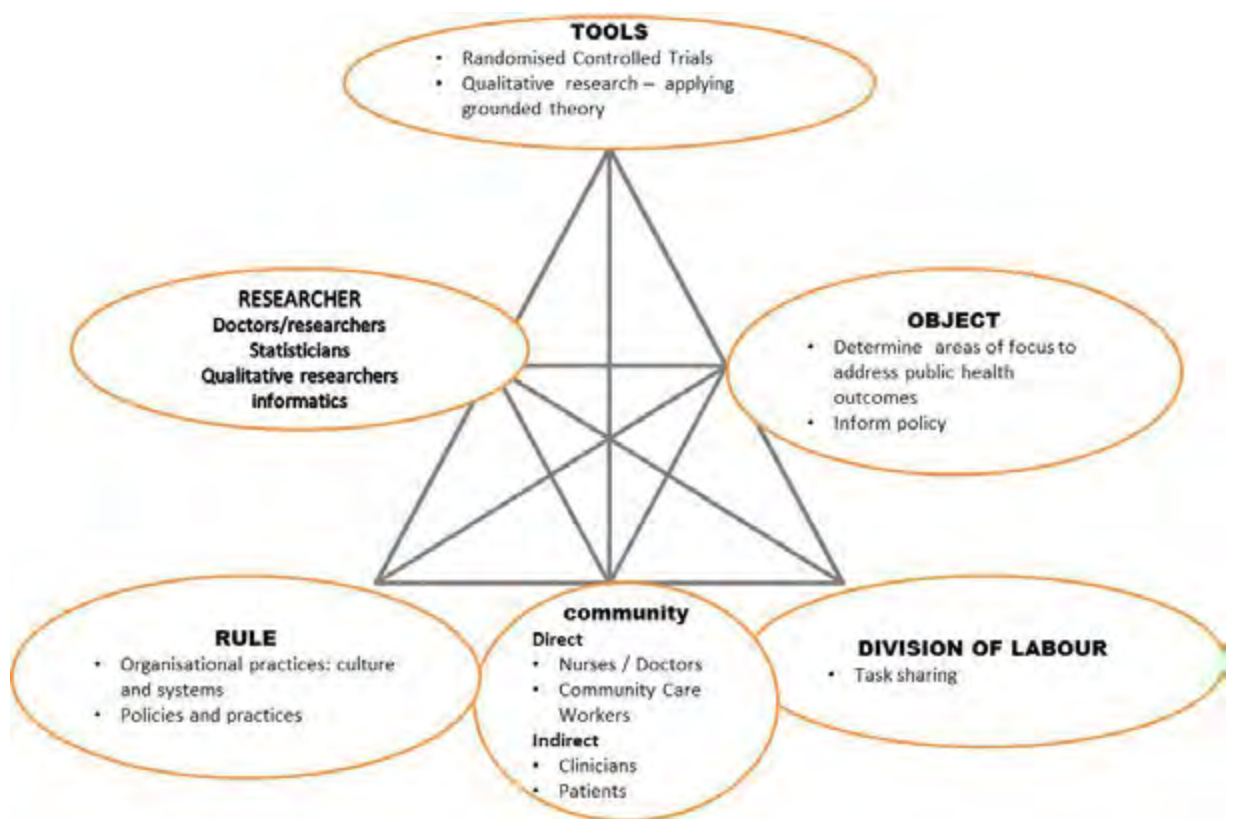 TOOLS
• Randomised Controlled Trials
• Qualitative research – applying
grounded theory
RESEARCHER
Doctors/researchers
Statisticians
Qualitative researchers
informatics
OBJECT
• Determine areas of focus to
address public health
outcomes
• Inform policy
RULE
• Organisational practices: culture
and systems
• Policies and practices
community
Direct
• Nurses / Doctors
• Community Care
Workers
Indirect
• Clinicians
• Patients
DIVISION OF LABOUR
• Task sharing